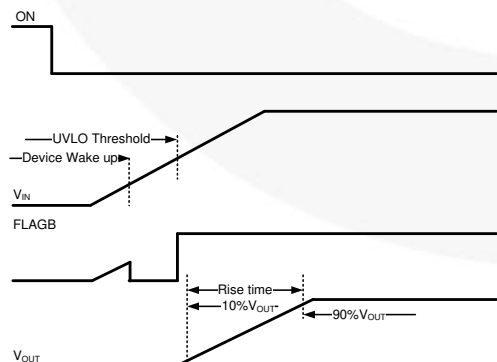 ON
UVLO Threshold
Device Wake up
VIN
FLAGB
Rise time
10%VOUT
90%VOUT
VOUT